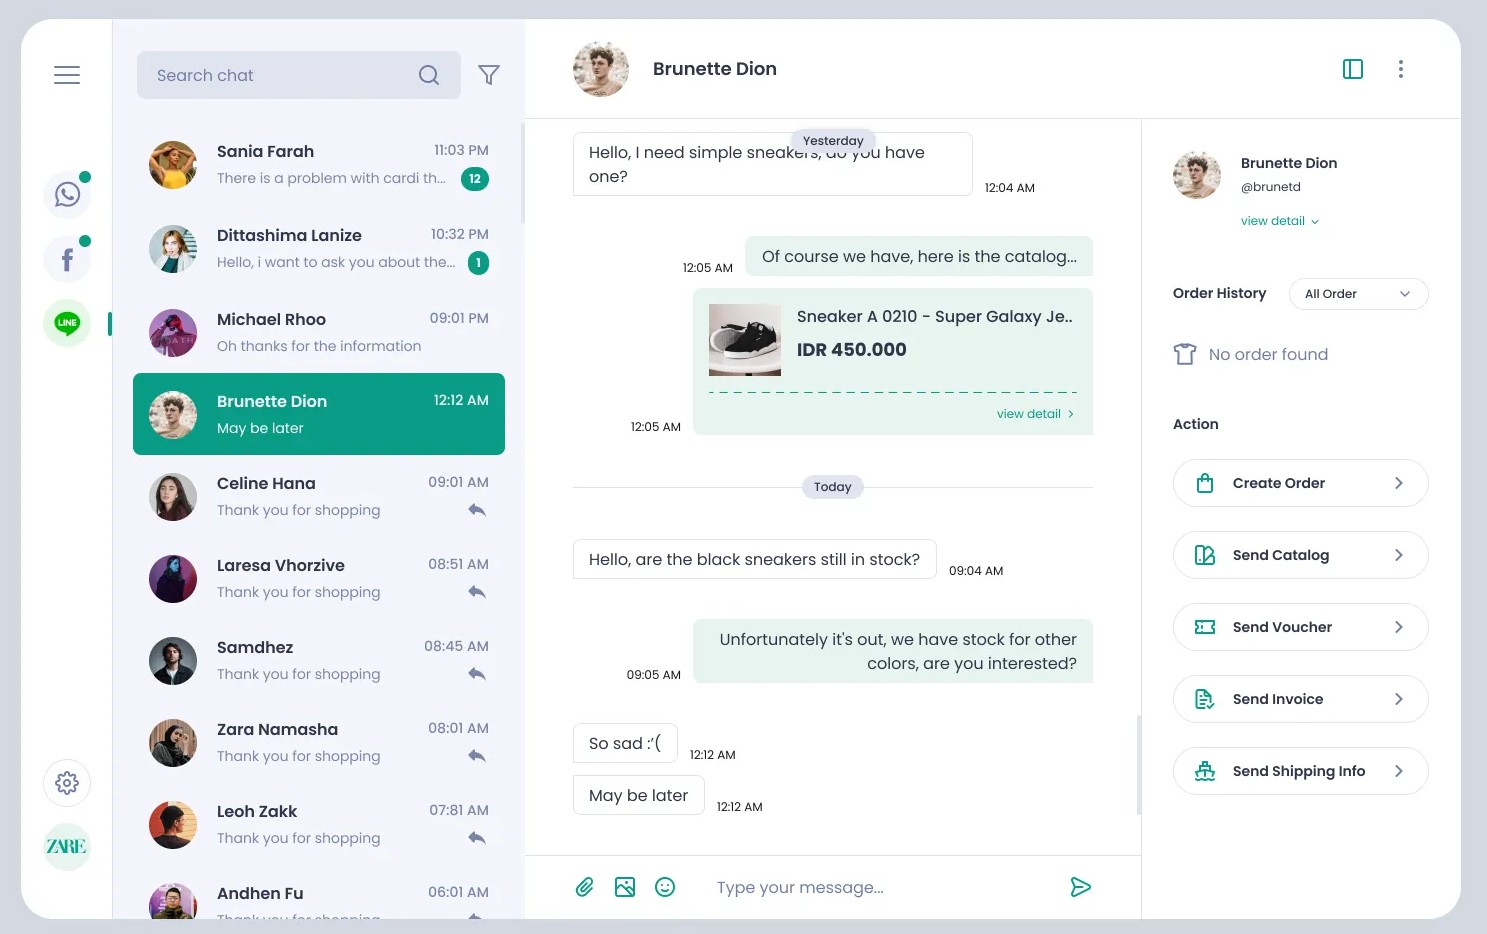 Search chat
LINE
ZARE
Sania Farah
11:03 PM
There is a problem with cardi th...
12
Dittashima Lanize
10:32 PM
Hello, i want to ask you about the...
1
Michael Rhoo
09:01 PM
Oh thanks for the information
Brunette Dion
12:12 AM
May be later
Celine Hana
09:01 AM
Thank you for shopping
Laresa Vhorzive
08:51 AM
Thank you for shopping
Samdhez
08:45 AM
Thank you for shopping
Zara Namasha
08:01 AM
Thank you for shopping
Leoh Zakk
07:81 AM
Thank you for shopping
Andhen Fu
06:01 AM
Thank you for shopping
Brunette Dion
Yesterday
Hello, I need simple sneakers, do you have
one?
12:04 AM
Of course we have, here is the catalog...
12:05 AM
Sneaker A 0210 - Super Galaxy Je..
IDR 450.000
view detail
12:05 AM
Today
Hello, are the black sneakers still in stock?
09:04 AM
Unfortunately it's out, we have stock for other
colors, are you interested?
09:05 AM
So sad :'(
12:12 AM
May be later
12:12 AM
Type your message...
Brunette Dion
@brunetd
view detail
Order History
All Order
No order found
Action
Create Order
Send Catalog
Send Voucher
Send Invoice
Send Shipping Info